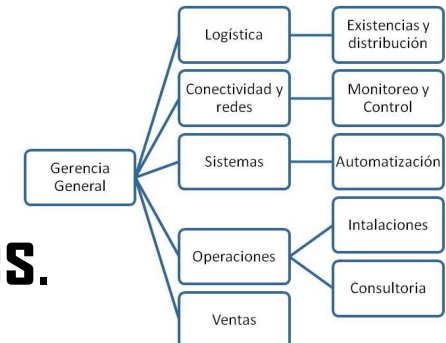 Logística
Existencias y
distribución
Conectividad y
redes
Monitoreo y
Control
Gerencia
General
Sistemas
Automatización
Operaciones
Intalaciones
Consultoria
Ventas